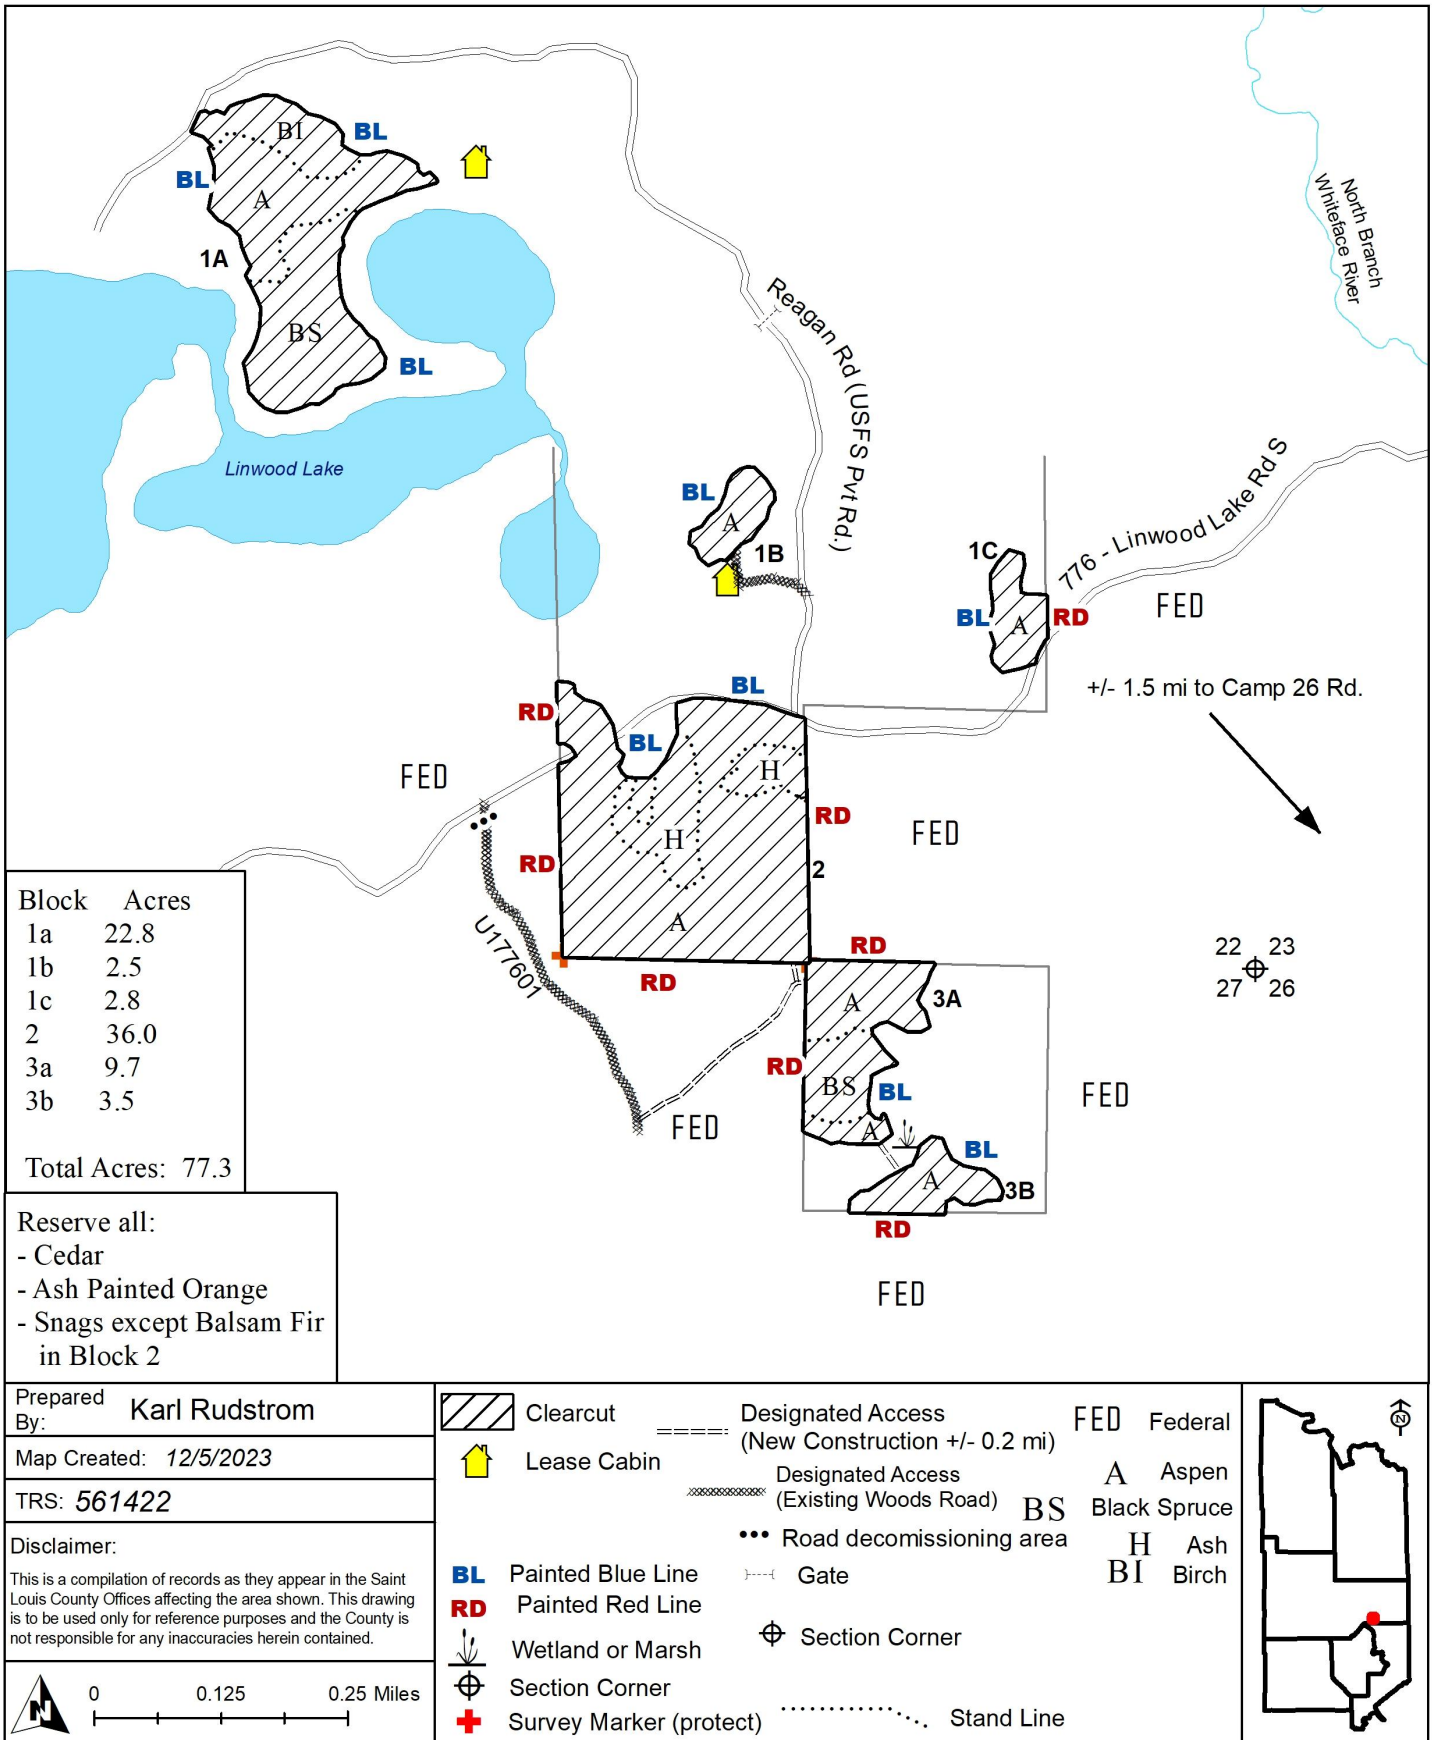 BI
BL
BL
A
1A
BS
BL
Linwood Lake
North Branch
Whiteface River
Reagan Rd (USFS Pvt Rd.)
776 - Linwood Lake Rd S
BL
A
1B
1C
BL
A
RD
FED
+/- 1.5 mi to Camp 26 Rd.
BL
RD
BL
FED
H
RD
FED
H
RD
2
A
U177601
RD
RD
22 23
27 26
A
3A
RD
BS
BL
FED
FED
A
BL
A
3B
RD
FED
Block Acres
1a 22.8
1b 2.5
1c 2.8
2 36.0
3a 9.7
3b 3.5
Total Acres: 77.3
Reserve all:
- Cedar
- Ash Painted Orange
- Snags except Balsam Fir
in Block 2
Prepared
By: Karl Rudstrom
Map Created: 12/5/2023
TRS: 561422
Disclaimer:
This is a compilation of records as they appear in the Saint
Louis County Offices affecting the area shown. This drawing
is to be used only for reference purposes and the County is
not responsible for any inaccuracies herein contained.
N
0 0.125 0.25 Miles
Clearcut
Lease Cabin
BL Painted Blue Line
RD Painted Red Line
Wetland or Marsh
Section Corner
Survey Marker (protect)
Designated Access
(New Construction +/- 0.2 mi)
Designated Access
(Existing Woods Road)
Road decomissioning area
Gate
Section Corner
Stand Line
FED Federal
A Aspen
BS Black Spruce
H Ash
BI Birch
N